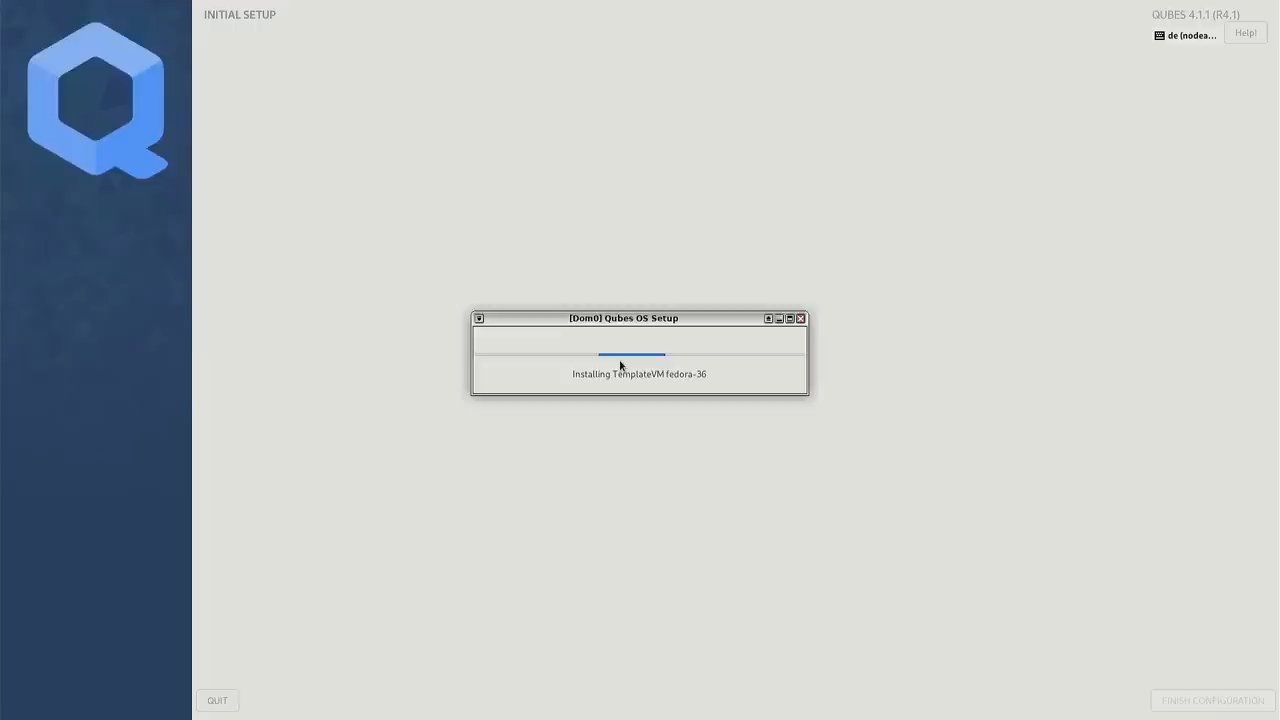 INITIAL SETUP
QUBES 4.1.1 (R4.1)
de (nodea...
Help!
[Dom0] Qubes OS Setup
Installing TemplateVM fedora-36
QUIT
FINISH CONFIGURATION